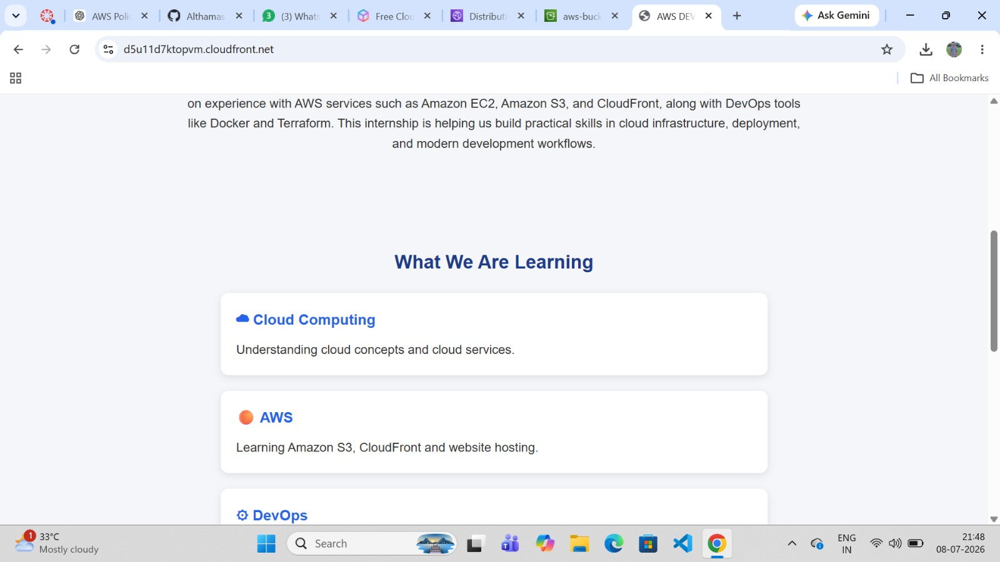 AWS Polic
Althamas
3
(3) Whats
Free Clou
Distributi
aws-buck
AWS DEV
Ask Gemini
d5u11d7ktopvm.cloudfront.net
All Bookmarks
on experience with AWS services such as Amazon EC2, Amazon S3, and CloudFront, along with DevOps tools
like Docker and Terraform. This internship is helping us build practical skills in cloud infrastructure, deployment,
and modern development workflows.
What We Are Learning
Cloud Computing
Understanding cloud concepts and cloud services.
AWS
Learning Amazon S3, CloudFront and website hosting.
DevOps
1
33°C
Mostly cloudy
Search
ENG
IN
21:48
08-07-2026